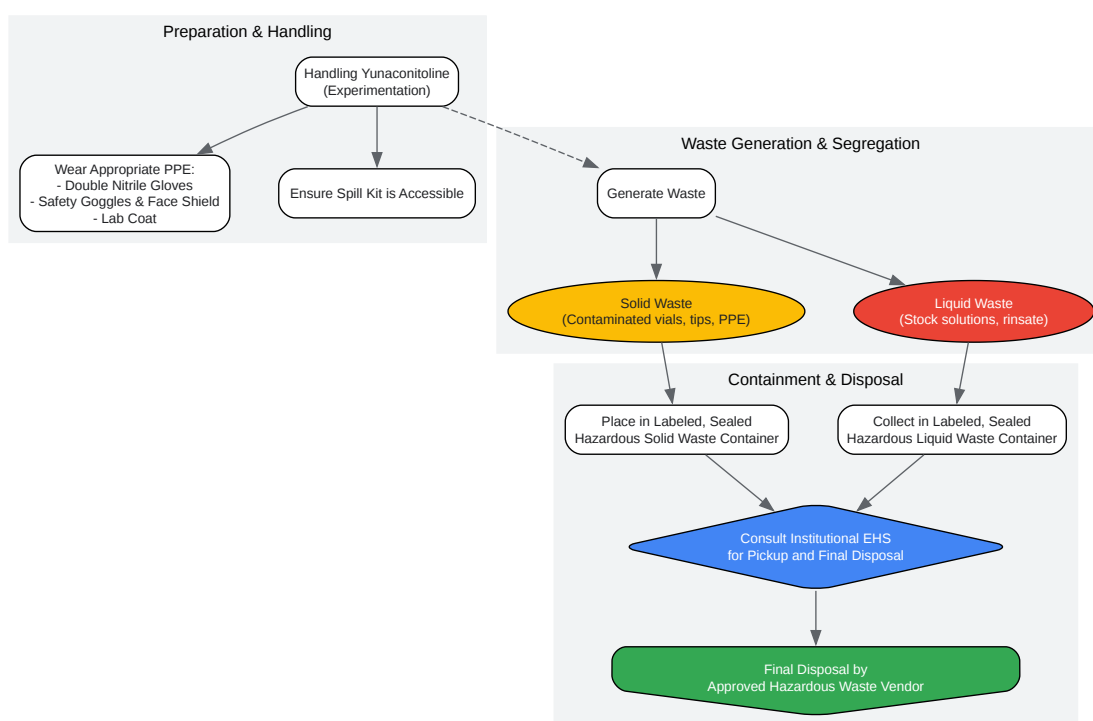 Preparation & Handling
Handling Yunaconitoline
(Experimentation)
Wear Appropriate PPE:
- Double Nitrile Gloves
- Safety Goggles & Face Shield
- Lab Coat
Ensure Spill Kit is Accessible
Waste Generation & Segregation
Generate Waste
Solid Waste
(Contaminated vials, tips, PPE)
Liquid Waste
(Stock solutions, rinsate)
Containment & Disposal
Place in Labeled, Sealed
Hazardous Solid Waste Container
Collect in Labeled, Sealed
Hazardous Liquid Waste Container
Consult Institutional EHS
for Pickup and Final Disposal
Final Disposal by
Approved Hazardous Waste Vendor